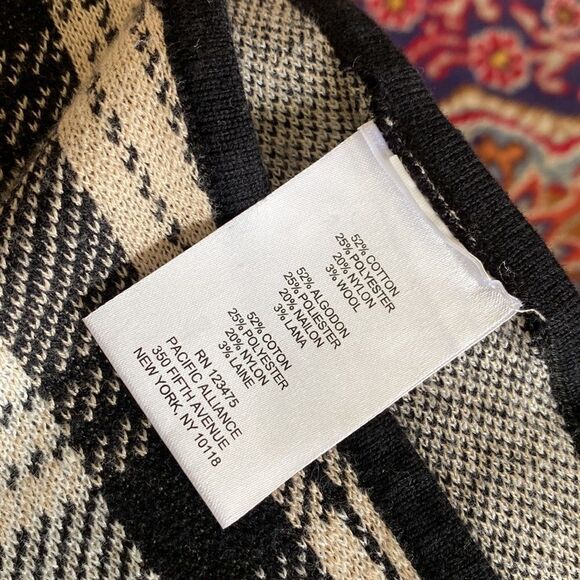 52% COTTON
25% POLYESTER
20% NYLON
3% WOOL
52% ALGODON
25% POLIESTER
20% NAILON
3% LANA
52% COTON
25% POLYESTER
20% NYLON
3% LAINE
RN 123475
PACIFIC ALLIANCE
350 FIFTH AVENUE
NEW YORK, NY 10118